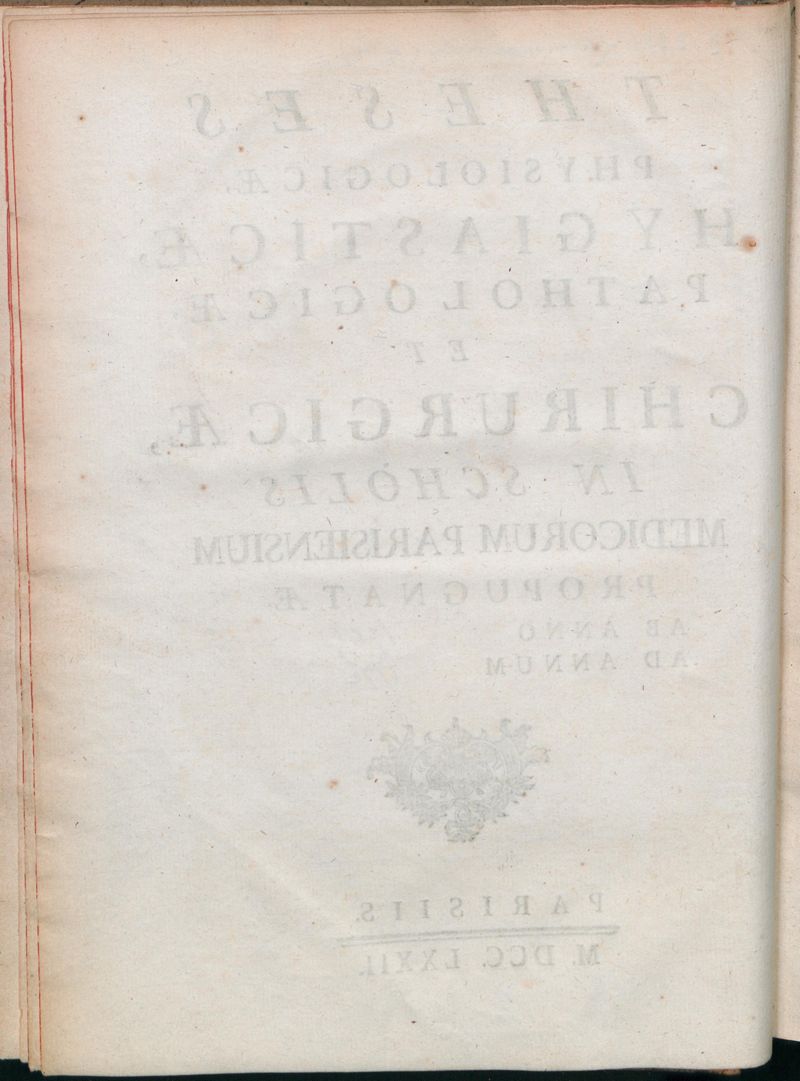 THESES
PHYSIOLOGICÆ,
HYGIASTICÆ,
PATHOLOGICÆ
ET
CHIRURGICÆ,
IN SCHOLIS
MEDICORUM PARISIENSIUM
PROPUGNATÆ
AB ANNO
AD ANNUM
PARISIIS.
M. DCC. LXXII.